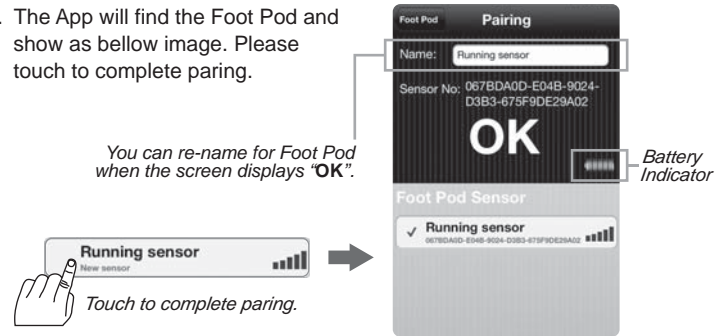 . The App will find the Foot Pod and
show as bellow image. Please
touch to complete paring.
You can re-name for Foot Pod
when the screen displays “OK”.
Running sensor
New sensor
Touch to complete paring.
Foot Pod
Pairing
Name: Running sensor
Sensor No: 067BDA0D-E04B-9024-
D3B3-675F9DE29A02
OK
Battery
Indicator
Foot Pod Sensor
✓ Running sensor
067BDA0D-E04B-9024-D3B3-675F9DE29A02